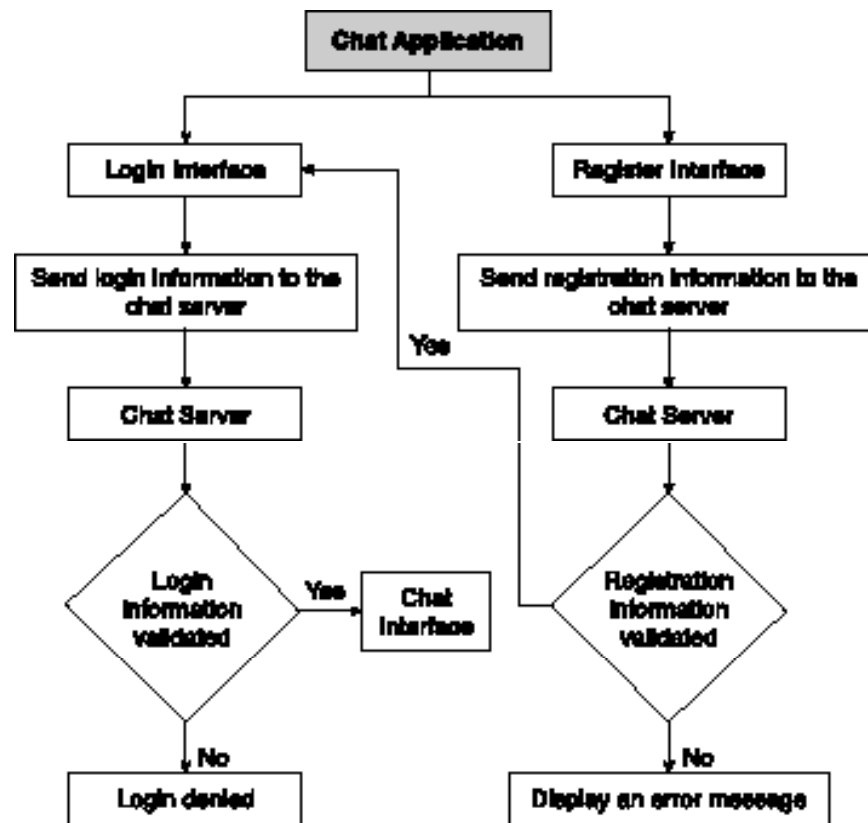 Chat Application
Login Interface
Register Interface
Send login information to the
chat server
Send registration information to the
chat server
Yes
Chat Server
Chat Server
Login
information
validated
Yes
Chat
Interface
Registration
information
validated
No
No
Login denied
Display an error message